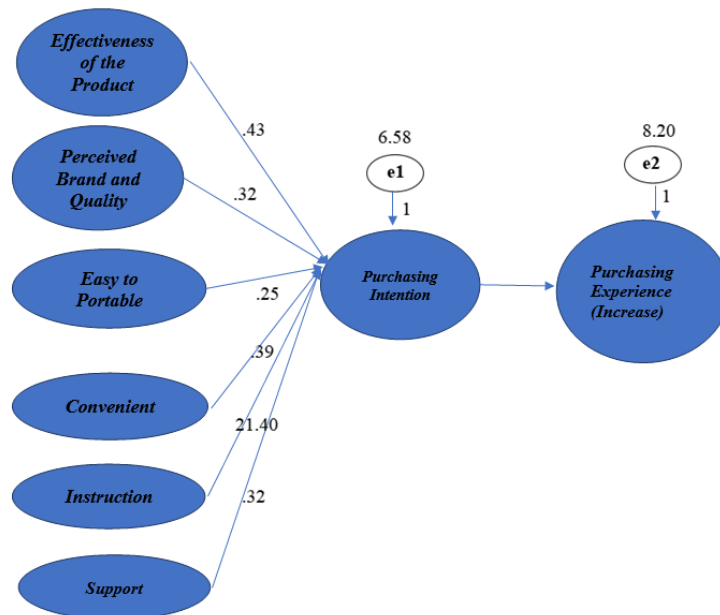 Effectiveness
of the
Product
.43
6.58
e1
1
8.20
e2
1
Perceived
Brand and
Quality
.32
Easy to
Portable
.25
Purchasing
Intention
Purchasing
Experience
(Increase)
Convenient
.39
Instruction
21.40
Support
.32